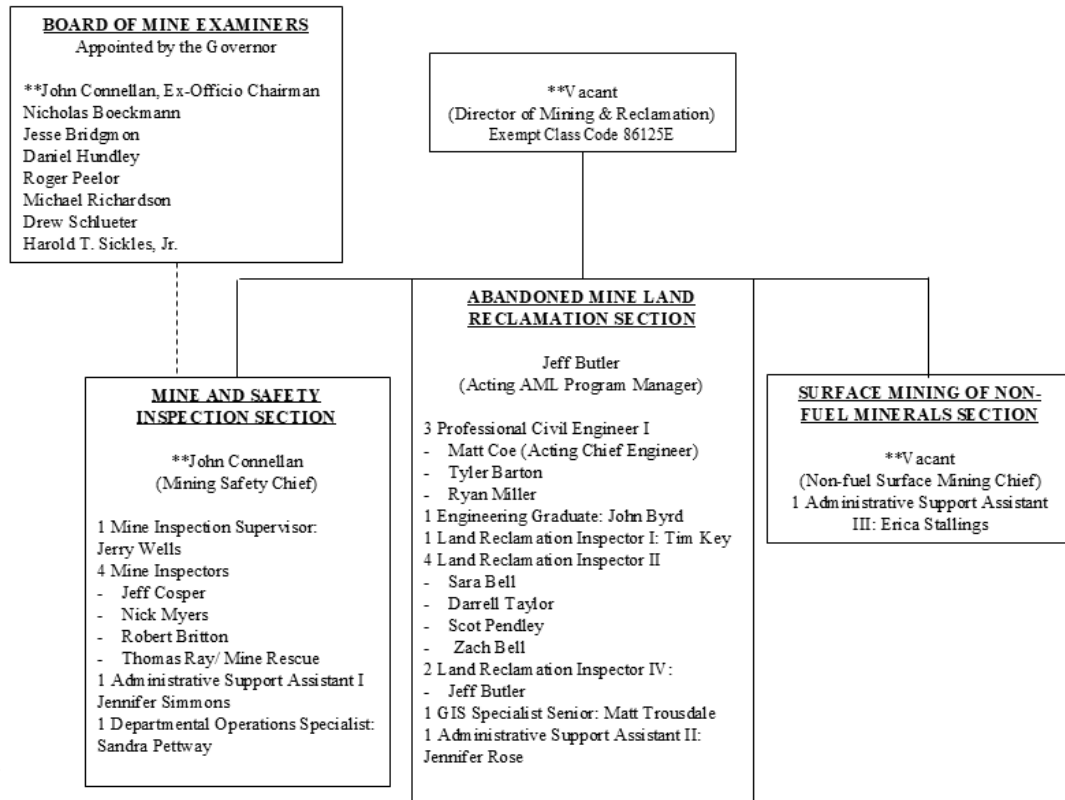 BOARD OF MINE EXAMINERS
Appointed by the Governor
**John Connellan, Ex-Officio Chairman
Nicholas Boeckmann
Jesse Bridgmon
Daniel Hundley
Roger Peelor
Michael Richardson
Drew Schlueter
Harold T. Sickles, Jr.
**Vacant
(Director of Mining & Reclamation)
Exempt Class Code 86125E
MINE AND SAFETY
INSPECTION SECTION
**John Connellan
(Mining Safety Chief)
1 Mine Inspection Supervisor:
Jerry Wells
4 Mine Inspectors
- Jeff Cosper
- Nick Myers
- Robert Britton
- Thomas Ray/ Mine Rescue
1 Administrative Support Assistant I
Jennifer Simmons
1 Departmental Operations Specialist:
Sandra Pettway
ABANDONED MINE LAND
RECLAMATION SECTION
Jeff Butler
(Acting AML Program Manager)
3 Professional Civil Engineer I
- Matt Coe (Acting Chief Engineer)
- Tyler Barton
- Ryan Miller
1 Engineering Graduate: John Byrd
1 Land Reclamation Inspector I: Tim Key
4 Land Reclamation Inspector II
- Sara Bell
- Darrell Taylor
- Scot Pendley
- Zach Bell
2 Land Reclamation Inspector IV:
- Jeff Butler
1 GIS Specialist Senior: Matt Trousdale
1 Administrative Support Assistant II:
Jennifer Rose
SURFACE MINING OF NON-
FUEL MINERALS SECTION
**Vacant
(Non-fuel Surface Mining Chief)
1 Administrative Support Assistant
III: Erica Stallings